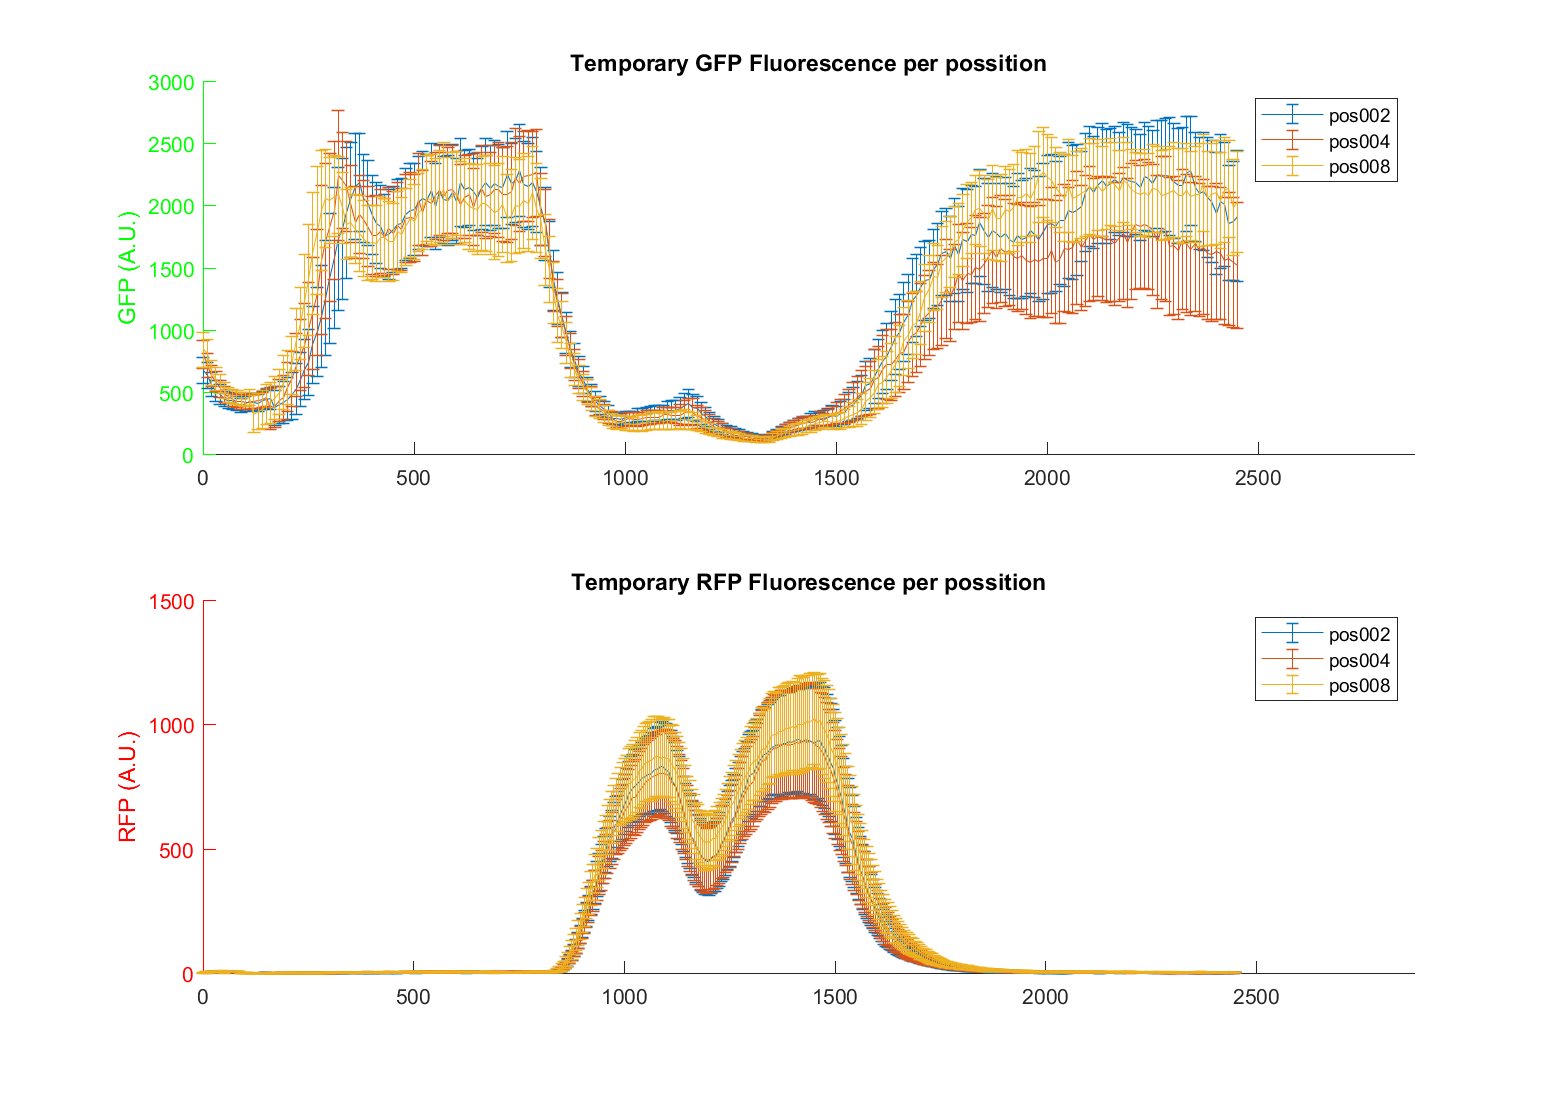 Temporary GFP Fluorescence per possition
GFP (A.U.)
3000
2500
2000
1500
1000
500
0
0 500 1000 1500 2000 2500
pos002
pos004
pos008
Temporary RFP Fluorescence per possition
RFP (A.U.)
1500
1000
500
0
0 500 1000 1500 2000 2500
pos002
pos004
pos008